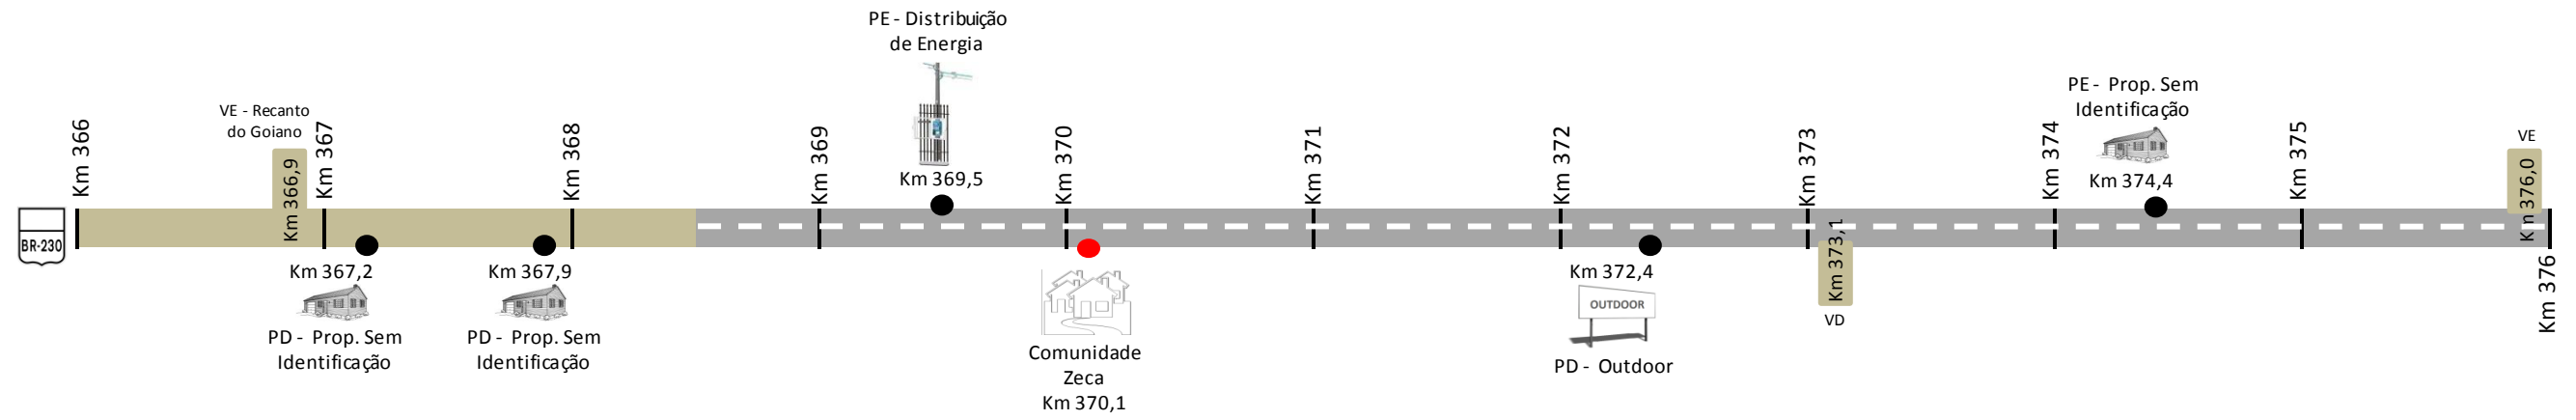 BR-230
Km 366
VE - Recanto
do Goiano
Km 366,9
Km 367
Km 367,2
PD - Prop. Sem
Identificação
Km 367,9
PD - Prop. Sem
Identificação
Km 368
Km 369
PE - Distribuição
de Energia
Km 369,5
Km 370
Comunidade
Zeca
Km 370,1
Km 371
Km 372
Km 372,4
OUTDOOR
PD - Outdoor
Km 373
Km 373,1
VD
Km 374
PE - Prop. Sem
Identificação
Km 374,4
Km 375
VE
Km 376,0
Km 376